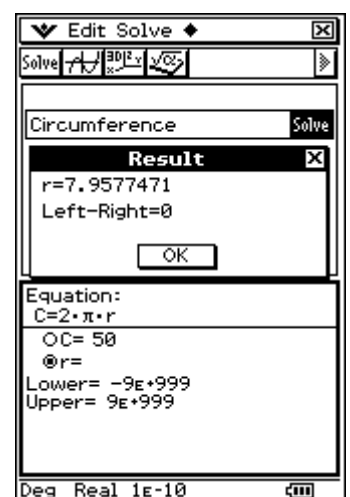 Edit Solve ◆
Solve
Circumference Solve
Result
r=7.9577471
Left-Right=0
OK
Equation:
C=2·π·r
○C= 50
◉r=
Lower= -9ᴇ+999
Upper= 9ᴇ+999
Deg Real 1ᴇ-10